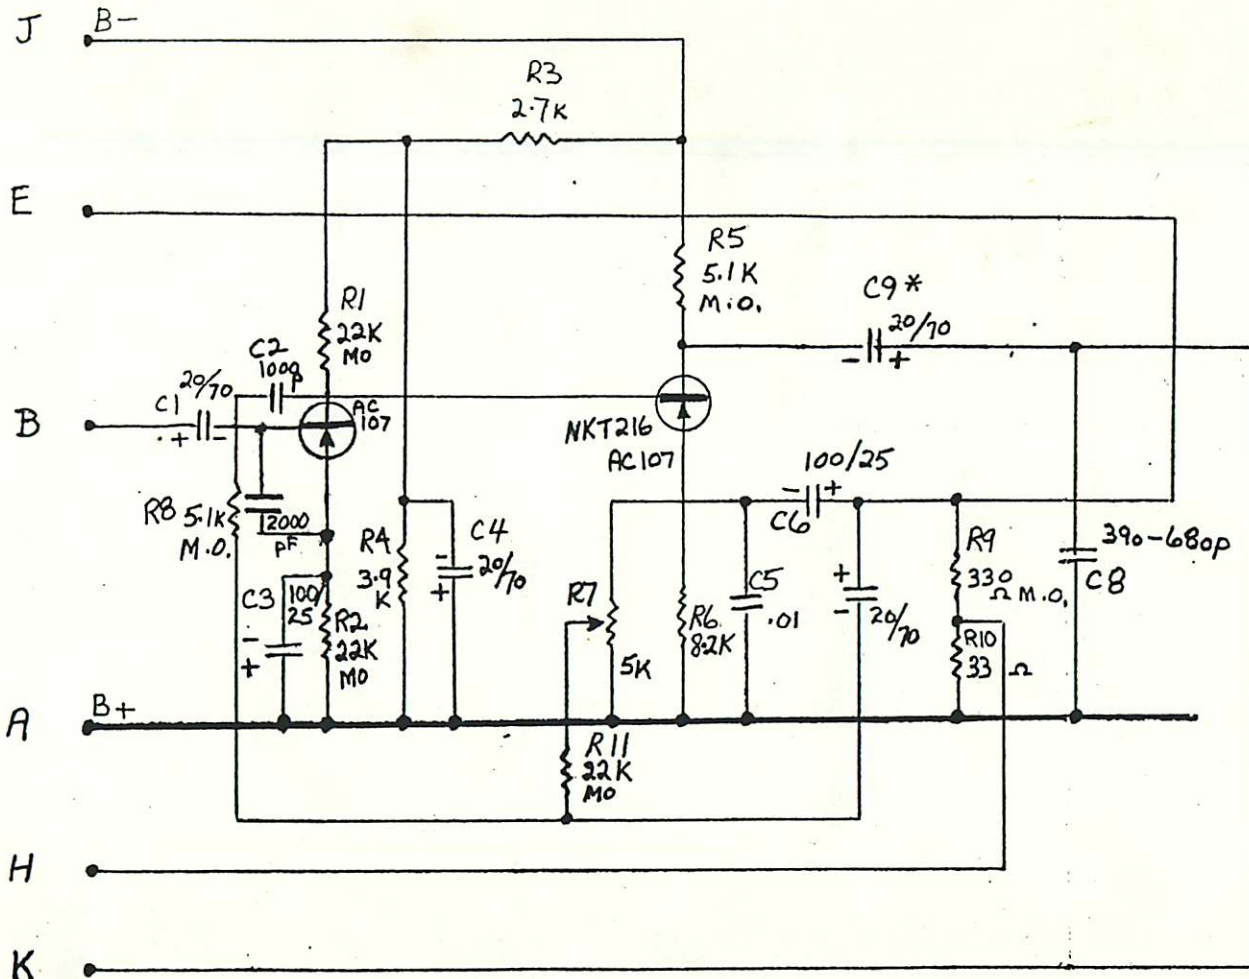 J B-
R3
2.7K
E
R5
5.1K
M.O.
C9*
20/70
- +
R1
22K
MO
C2
100p
20/70
C1
+ -
AC
107
B
NKT216
AC107
100/25
- +
C6
R8 5.1K
M.O.
2000
pF
R4
3.9
K
C4
20/70
-
+
R9
330
Ω M.O.
390-680p
C8
C3
100/
25
-
+
R2
22K
MO
R7
5K
R6
8.2K
C5
.01
+
-
20/70
R10
33 Ω
A B+
R11
22K
MO
H
K